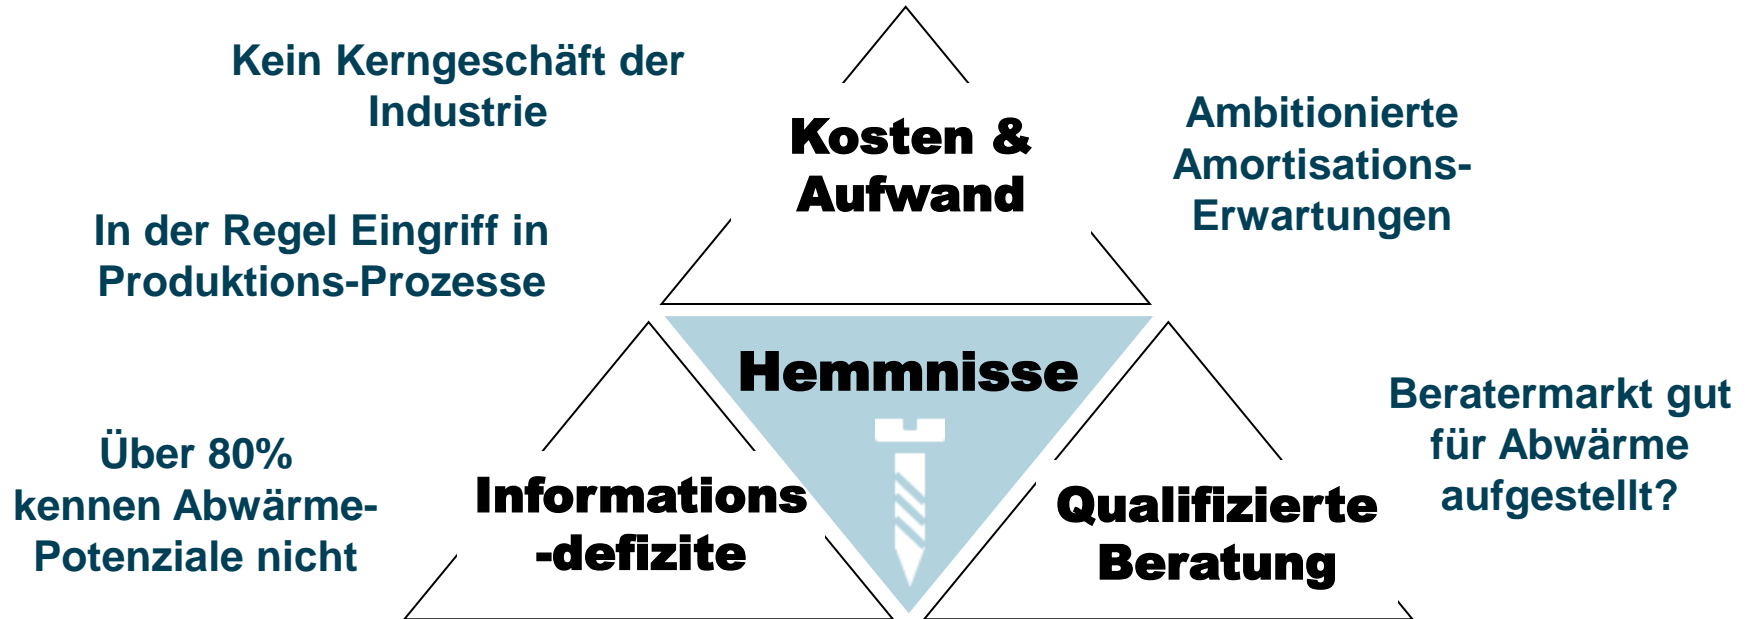 Kein Kerngeschäft der
Industrie
Kosten &
Aufwand
Ambitionierte
Amortisations-
Erwartungen
In der Regel Eingriff in
Produktions-Prozesse
Hemmnisse
Über 80%
kennen Abwärme-
Potenziale nicht
Informations
-defizite
Qualifizierte
Beratung
Beratermarkt gut
für Abwärme
aufgestellt?